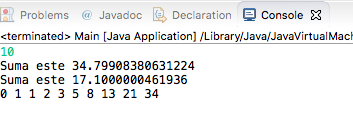 Problems @ Javadoc Declaration Console
<terminated> Main [Java Application] /Library/Java/JavaVirtualMach
10
Suma este 34.79908380631224
Suma este 17.1000000461936
0 1 1 2 3 5 8 13 21 34